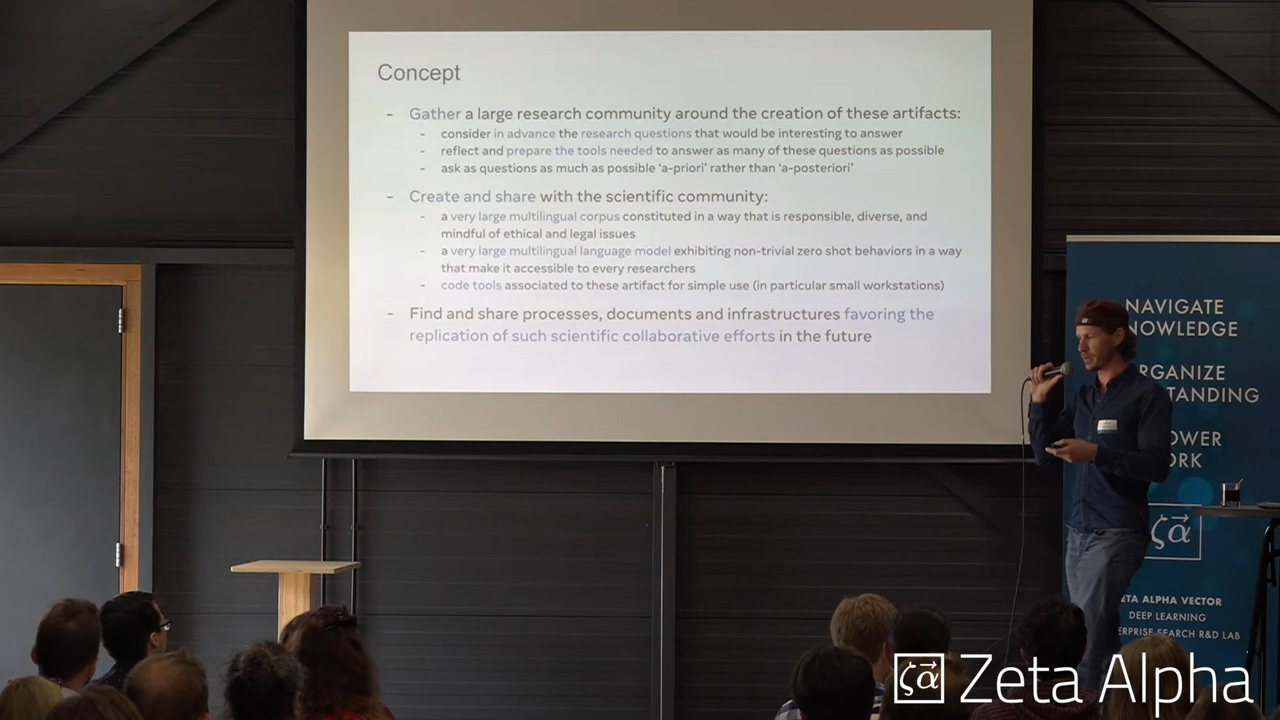 Concept
- Gather a large research community around the creation of these artifacts:
- consider in advance the research questions that would be interesting to answer
- reflect and prepare the tools needed to answer as many of these questions as possible
- ask as questions as much as possible ‘a-priori’ rather than ‘a-posteriori’
- Create and share with the scientific community:
- a very large multilingual corpus constituted in a way that is responsible, diverse, and
mindful of ethical and legal issues
- a very large multilingual language model exhibiting non-trivial zero shot behaviors in a way
that make it accessible to every researchers
- code tools associated to these artifact for simple use (in particular small workstations)
- Find and share processes, documents and infrastructures favoring the
replication of such scientific collaborative efforts in the future
NAVIGATE
NOWLEDGE
RGANIZE
TANDING
OWER
RK
ζα
ETA ALPHA VECTOR
DEEP LEARNING
ERPRISE SEARCH R&D LAB
ζα Zeta Alpha